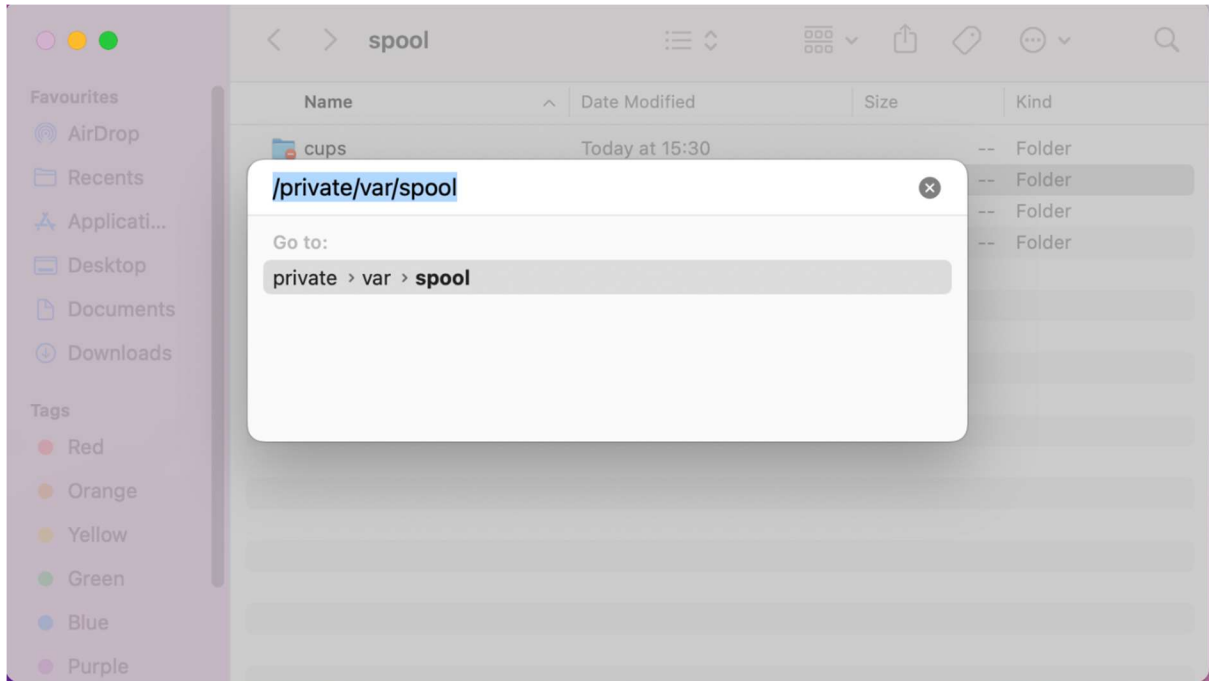 spool
Favourites
AirDrop
Recents
Applicati...
Desktop
Documents
Downloads
Tags
Red
Orange
Yellow
Green
Blue
Purple
Name Date Modified Size Kind
cups Today at 15:30 -- Folder
-- Folder
-- Folder
-- Folder
/private/var/spool
Go to:
private › var › spool